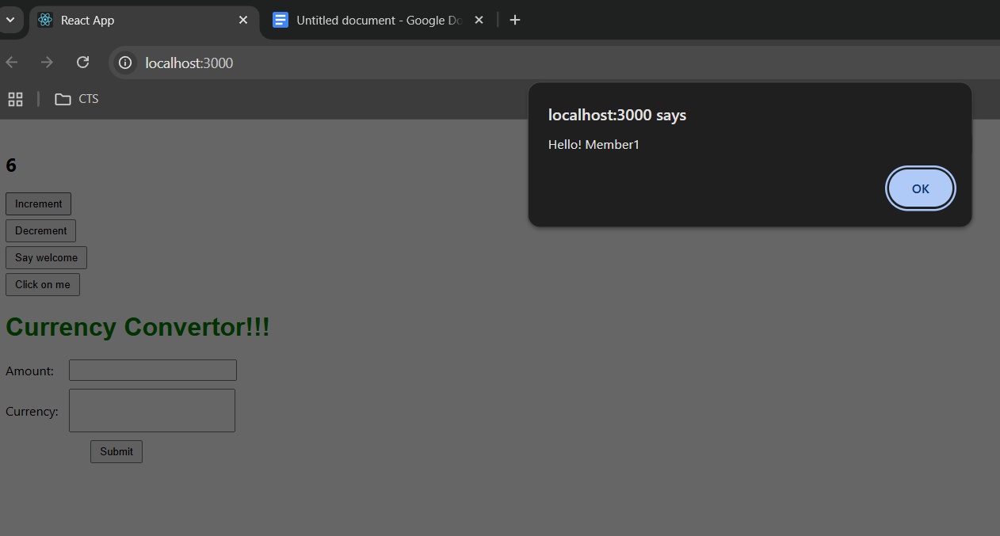 React App
Untitled document - Google Do
localhost:3000
CTS
localhost:3000 says
Hello! Member1
OK
6
Increment
Decrement
Say welcome
Click on me
Currency Convertor!!!
Amount:
Currency:
Submit